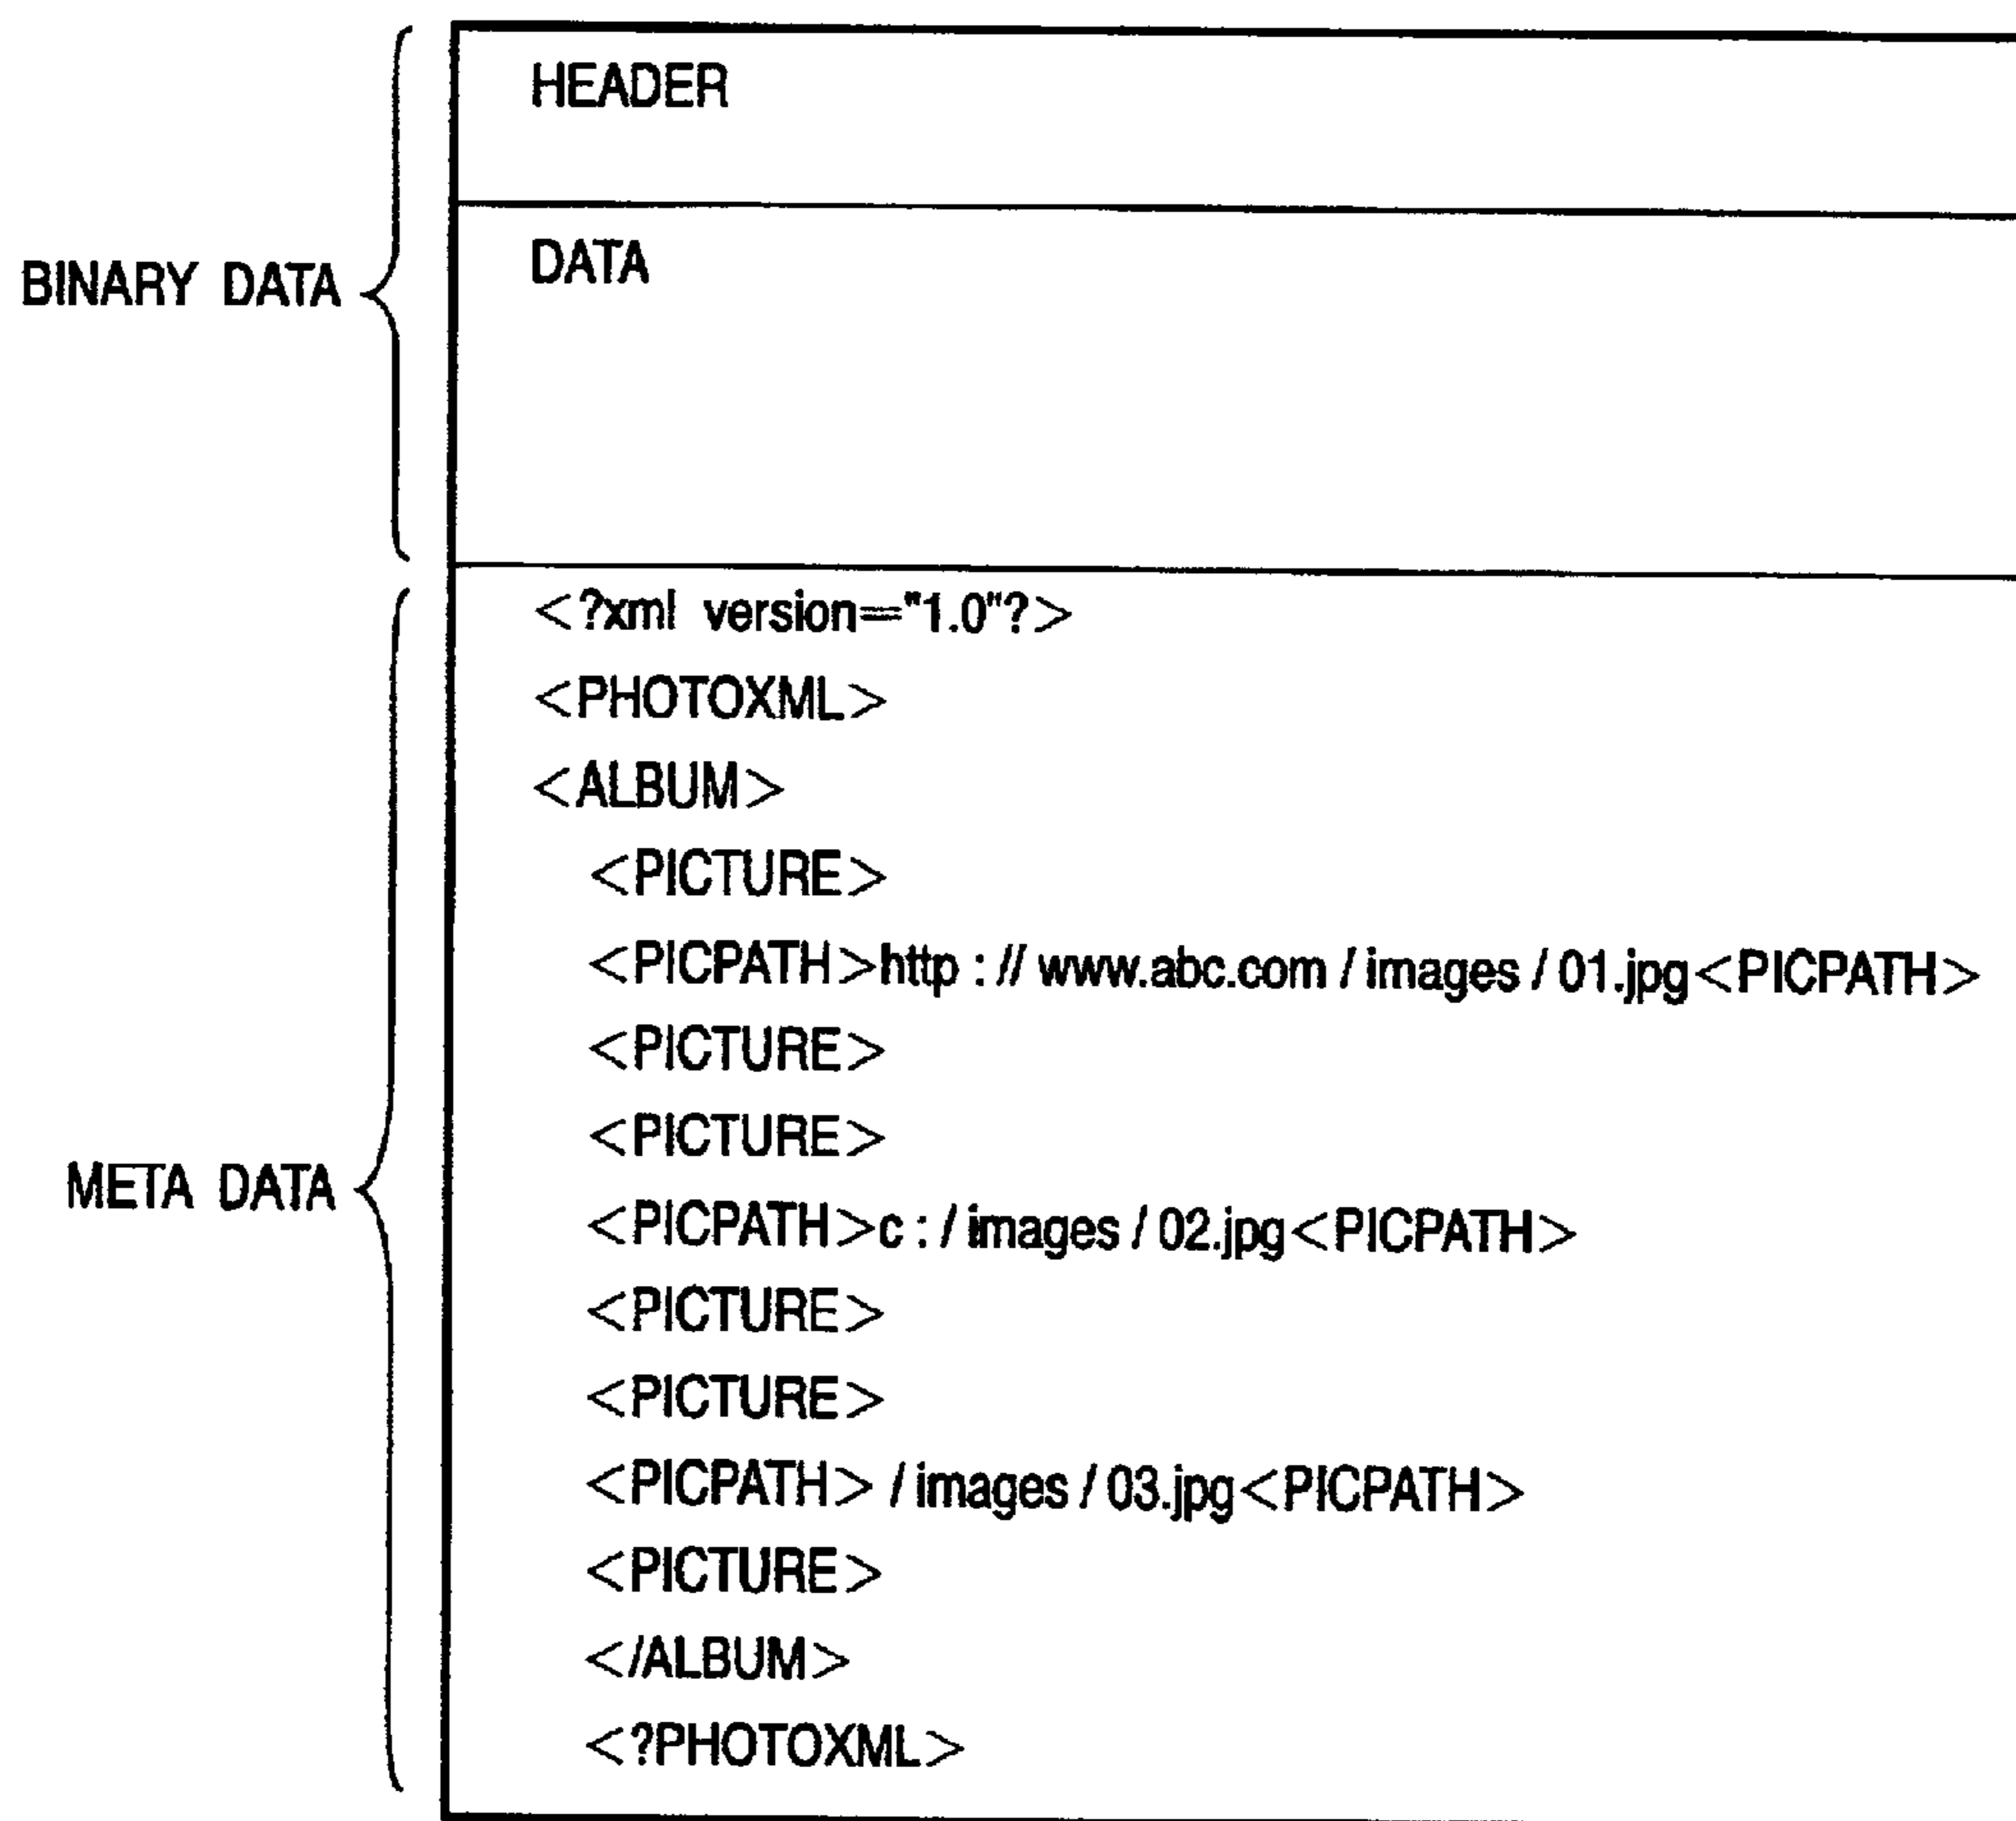 HEADER
BINARY DATA
DATA
<?xml version="1.0"?>
<PHOTOXML>
<ALBUM>
<PICTURE>
<PICPATH>http : // www.abc.com / images / 01.jpg<PICPATH>
<PICTURE>
<PICTURE>
META DATA
<PICPATH>c : / images / 02.jpg<PICPATH>
<PICTURE>
<PICTURE>
<PICPATH> / images / 03.jpg<PICPATH>
<PICTURE>
</ALBUM>
<?PHOTOXML>